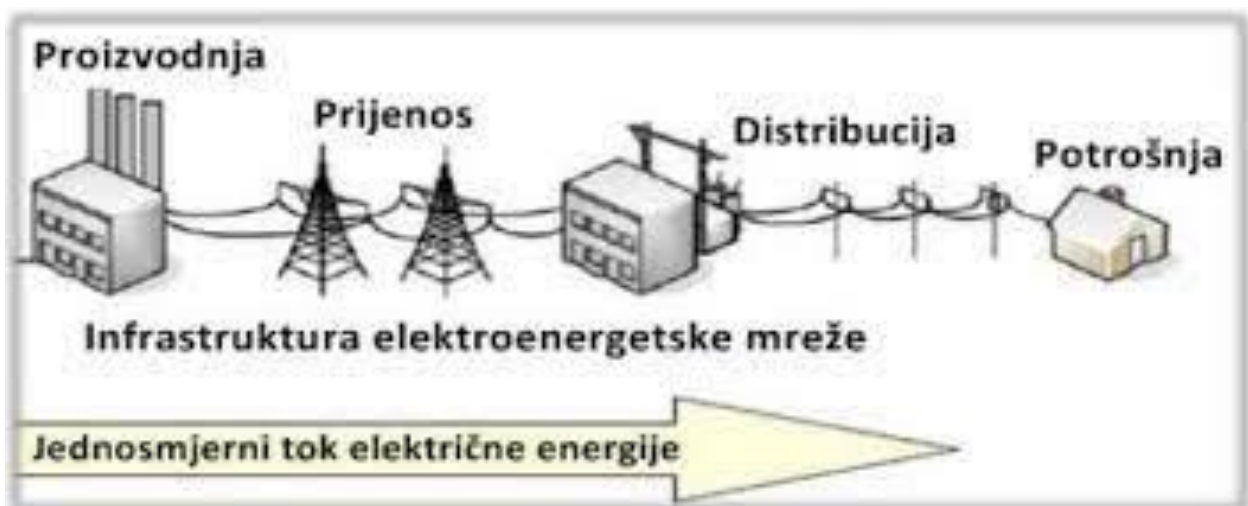 Proizvodnja
Prijenos
Distribucija
Potrošnja
Infrastruktura elektroenergetske mreže
Jednosmjerni tok električne energije